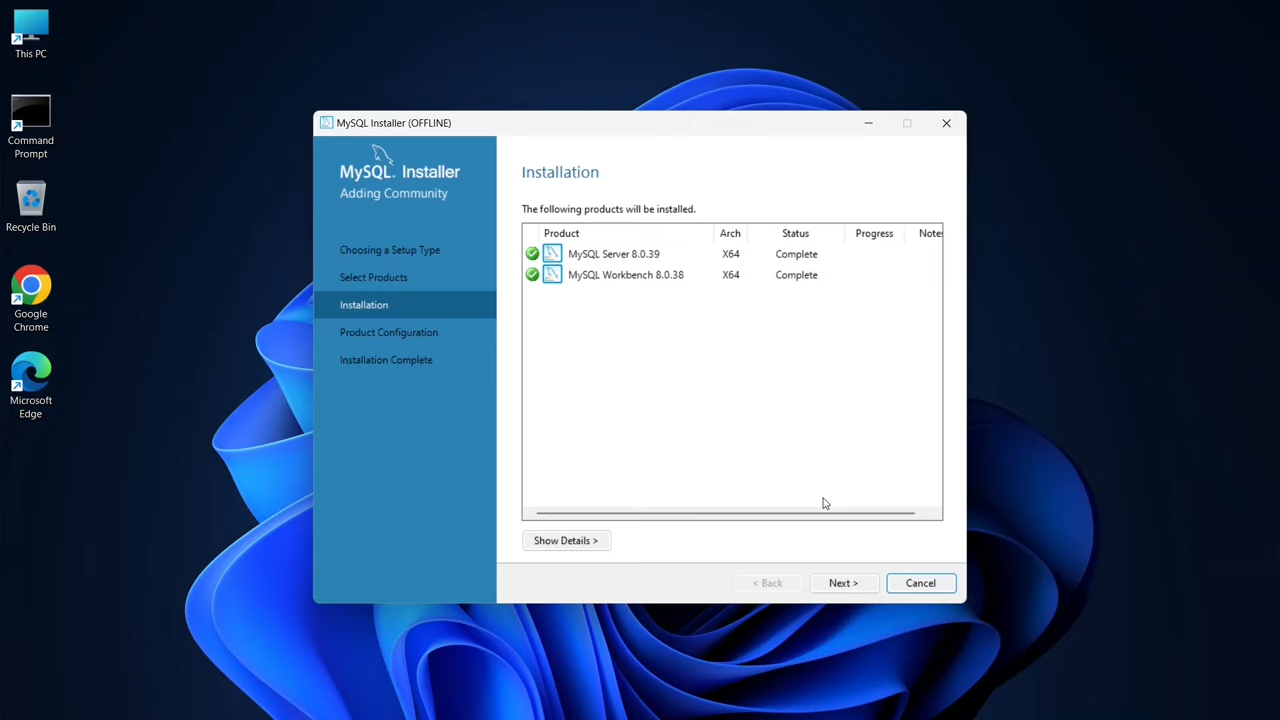 This PC
Command
Prompt
Recycle Bin
Google
Chrome
Microsoft
Edge
MySQL Installer (OFFLINE)
MySQL® Installer
Adding Community
Choosing a Setup Type
Select Products
Installation
Product Configuration
Installation Complete
Installation
The following products will be installed.
Product Arch Status Progress Notes
MySQL Server 8.0.39 X64 Complete
MySQL Workbench 8.0.38 X64 Complete
Show Details >
< Back Next > Cancel